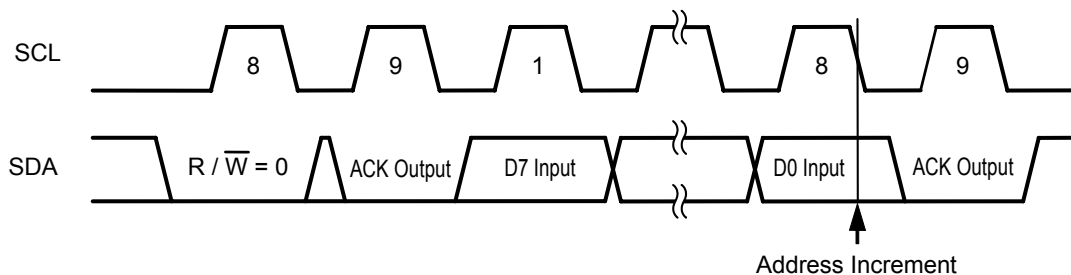 SCL
8
9
1
8
9
SDA
R / W̅ = 0
ACK Output
D7 Input
D0 Input
ACK Output
Address Increment